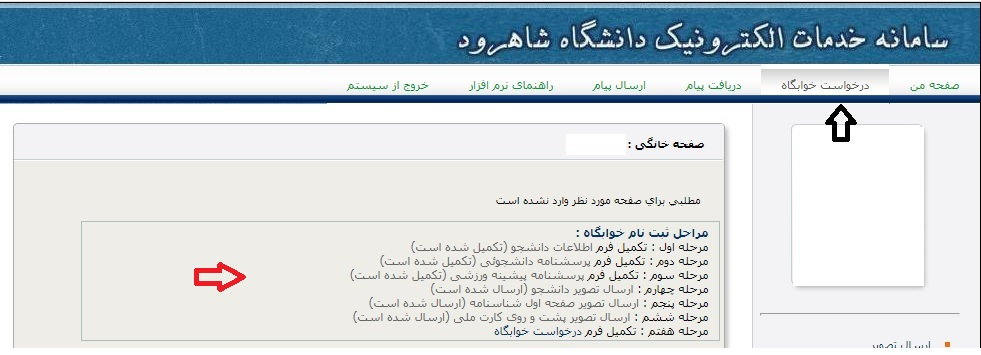 سامانه خدمات الکترونیک دانشگاه شاهرود
صفحه من
درخواست خوابگاه
دریافت پیام
ارسال پیام
راهنمای نرم افزار
خروج از سیستم
صفحه خانگی :
مطلبی براي صفحه مورد نظر وارد نشده است
مراحل ثبت نام خوابگاه :
مرحله اول : تکمیل فرم اطلاعات دانشجو (تکمیل شده است)
مرحله دوم : تکمیل فرم پرسشنامه دانشجوئی (تکمیل شده است)
مرحله سوم : تکمیل فرم پرسشنامه پیشینه ورزشی (تکمیل شده است)
مرحله چهارم : ارسال تصویر دانشجو (ارسال شده است)
مرحله پنجم : ارسال تصویر صفحه اول شناسنامه (ارسال شده است)
مرحله ششم : ارسال تصویر پشت و روی کارت ملی (ارسال شده است)
مرحله هفتم : تکمیل فرم درخواست خوابگاه
ارسال تصویر